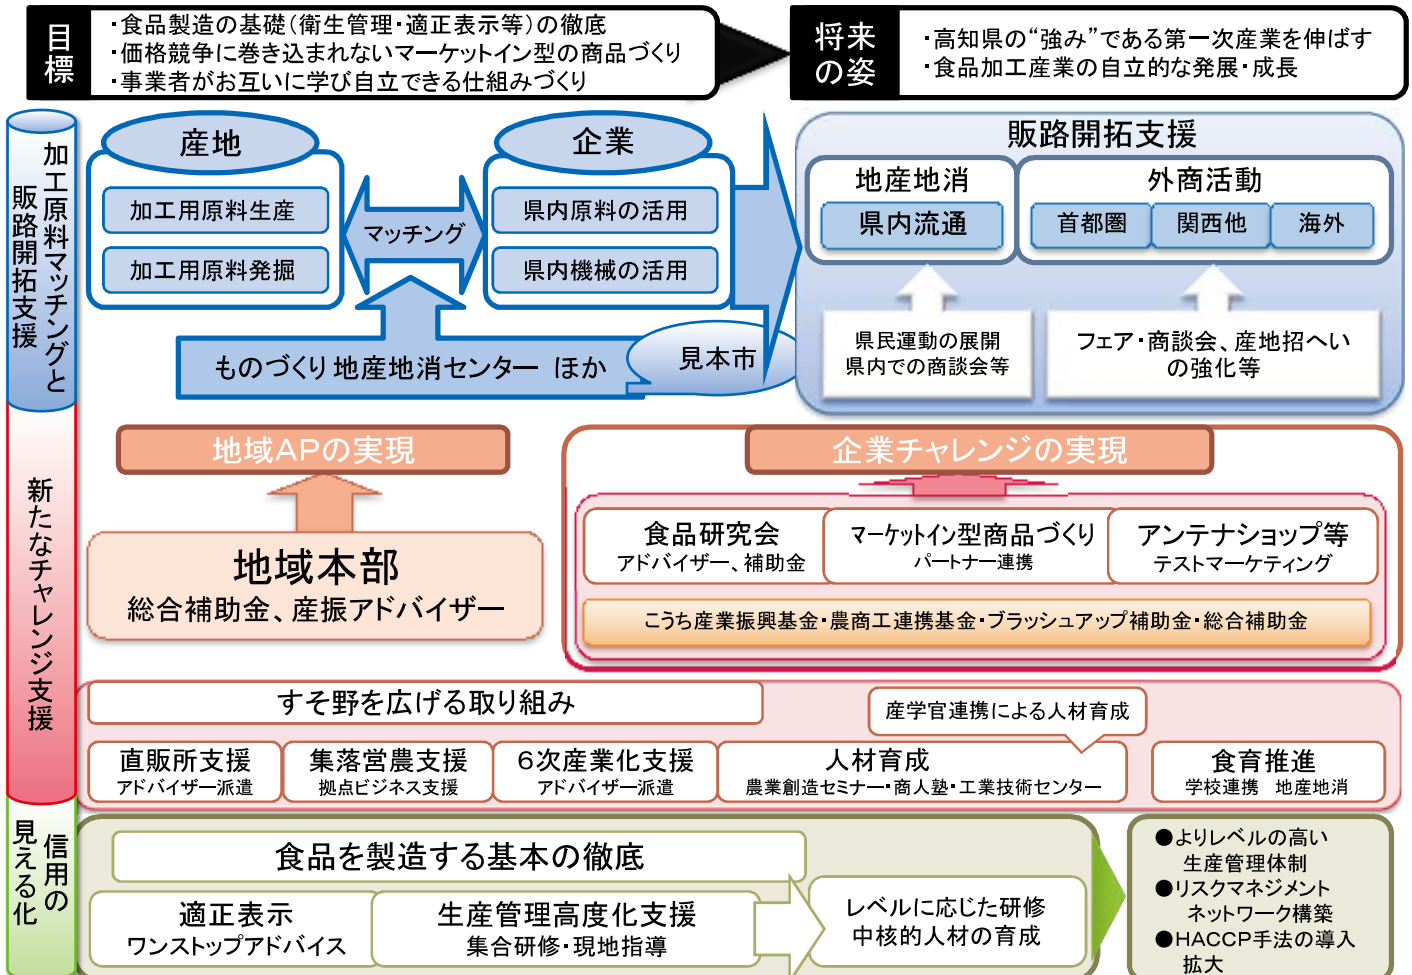 目標
・食品製造の基礎(衛生管理・適正表示等)の徹底
・価格競争に巻き込まれないマーケットイン型の商品づくり
・事業者がお互いに学び自立できる仕組みづくり
将来の姿
・高知県の“強み”である第一次産業を伸ばす
・食品加工産業の自立的な発展・成長
加工原料マッチングと
販路開拓支援
産地
加工用原料生産
加工用原料発掘
マッチング
企業
県内原料の活用
県内機械の活用
ものづくり地産地消センター ほか
見本市
販路開拓支援
地産地消
県内流通
外商活動
首都圏
関西他
海外
県民運動の展開
県内での商談会等
フェア・商談会、産地招へい
の強化等
新たなチャレンジ支援
地域APの実現
地域本部
総合補助金、産振アドバイザー
企業チャレンジの実現
食品研究会
アドバイザー、補助金
マーケットイン型商品づくり
パートナー連携
アンテナショップ等
テストマーケティング
こうち産業振興基金・農商工連携基金・ブラッシュアップ補助金・総合補助金
すそ野を広げる取り組み
産学官連携による人材育成
直販所支援
アドバイザー派遣
集落営農支援
拠点ビジネス支援
6次産業化支援
アドバイザー派遣
人材育成
農業創造セミナー・商人塾・工業技術センター
食育推進
学校連携 地産地消
信用の
見える化
食品を製造する基本の徹底
適正表示
ワンストップアドバイス
生産管理高度化支援
集合研修・現地指導
レベルに応じた研修
中核的人材の育成
●よりレベルの高い
生産管理体制
●リスクマネジメント
ネットワーク構築
●HACCP手法の導入
拡大